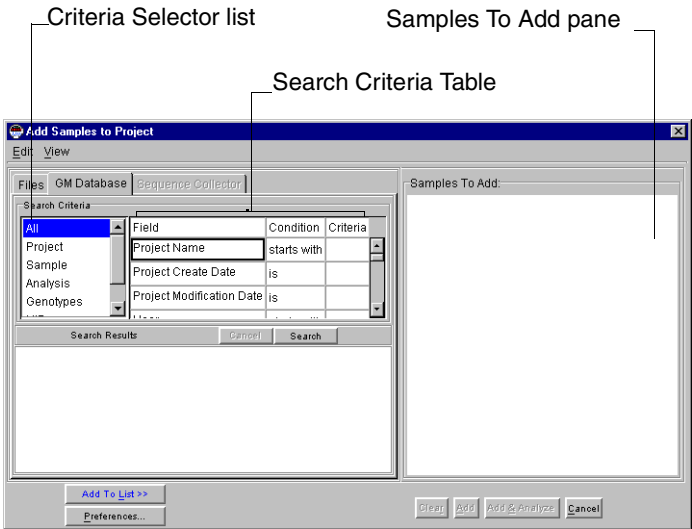 Criteria Selector list
Samples To Add pane
Search Criteria Table
Add Samples to Project
Edit View
Files GM Database Sequence Collector
Samples To Add:
Search Criteria
All
Project
Sample
Analysis
Genotypes
Field Condition Criteria
Project Name starts with
Project Create Date is
Project Modification Date is
Search Results Cancel Search
Add To List >>
Preferences...
Clear Add Add & Analyze Cancel